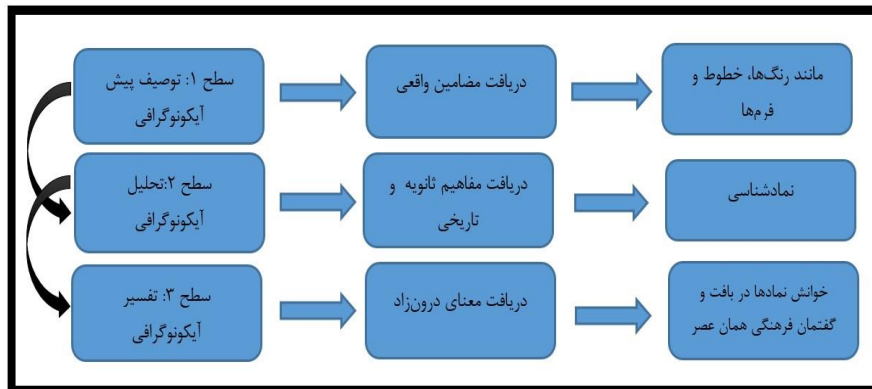 سطح ۱: توصیف پیش
آیکونوگرافی
دریافت مضامین واقعی
مانند رنگ‌ها، خطوط و
فرم‌ها
سطح ۲:تحلیل
آیکونوگرافی
دریافت مفاهیم ثانویه و
تاریخی
نمادشناسی
سطح ۳: تفسیر
آیکونوگرافی
دریافت معنای درون‌زاد
خوانش نمادها در بافت و
گفتمان فرهنگی همان عصر